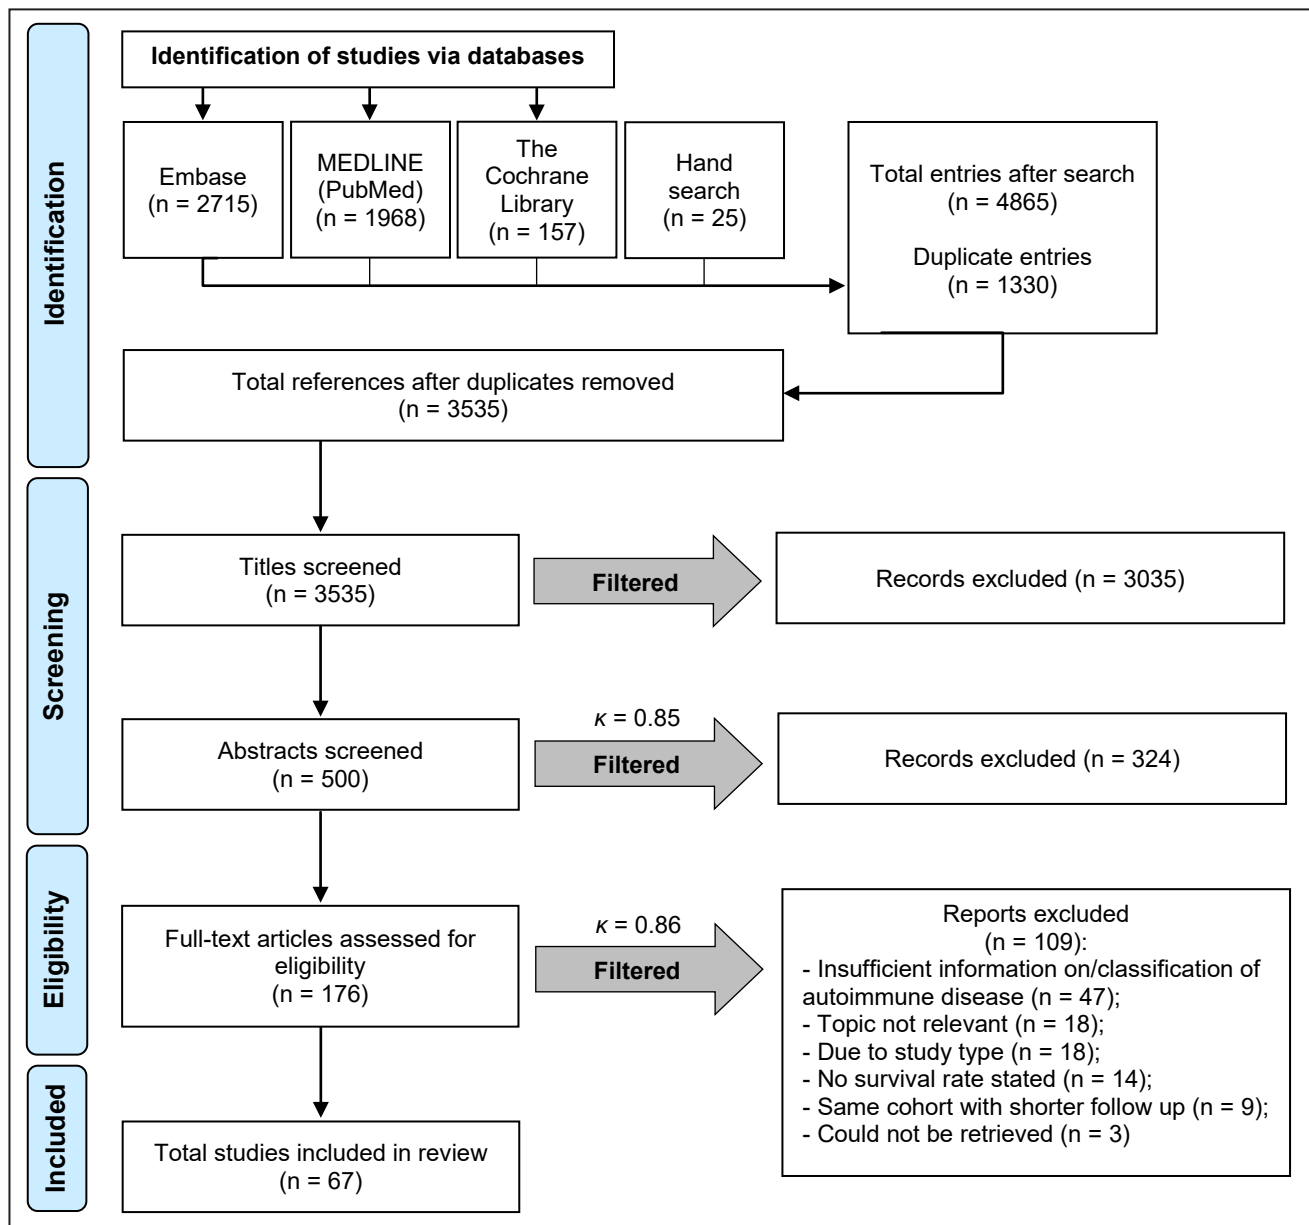 Identification
Identification of studies via databases
Embase
(n = 2715)
MEDLINE
(PubMed)
(n = 1968)
The
Cochrane
Library
(n = 157)
Hand
search
(n = 25)
Total entries after search
(n = 4865)
Duplicate entries
(n = 1330)
Total references after duplicates removed
(n = 3535)
Screening
Titles screened
(n = 3535)
Filtered
Records excluded (n = 3035)
Abstracts screened
(n = 500)
κ = 0.85
Filtered
Records excluded (n = 324)
Eligibility
Full-text articles assessed for
eligibility
(n = 176)
κ = 0.86
Filtered
Reports excluded
(n = 109):
- Insufficient information on/classification of
autoimmune disease (n = 47);
- Topic not relevant (n = 18);
- Due to study type (n = 18);
- No survival rate stated (n = 14);
- Same cohort with shorter follow up (n = 9);
- Could not be retrieved (n = 3)
Included
Total studies included in review
(n = 67)